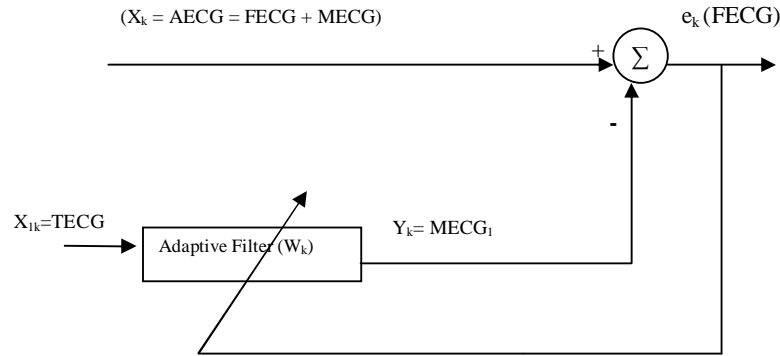 (Xₖ = AECG = FECG + MECG)
eₖ (FECG)
+
∑
-
X₁ₖ=TECG
Adaptive Filter (Wₖ)
Yₖ= MECG₁